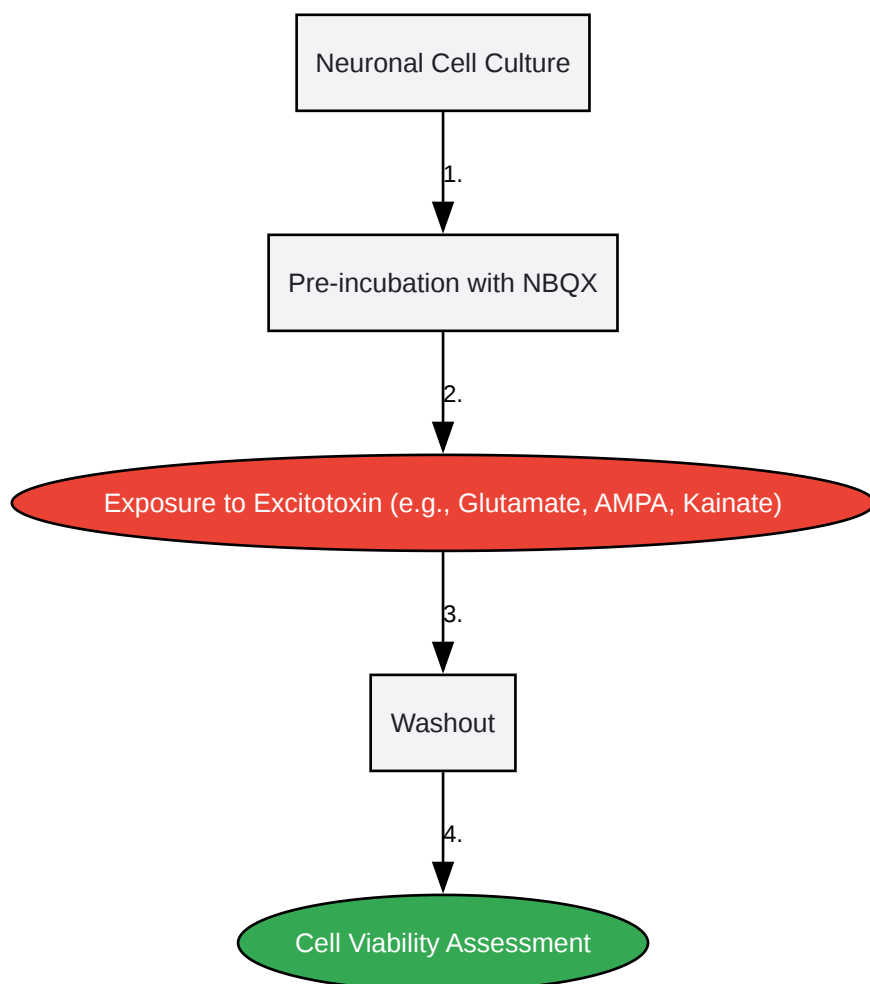 Neuronal Cell Culture
1.
Pre-incubation with NBQX
2.
Exposure to Excitotoxin (e.g., Glutamate, AMPA, Kainate)
3.
Washout
4.
Cell Viability Assessment